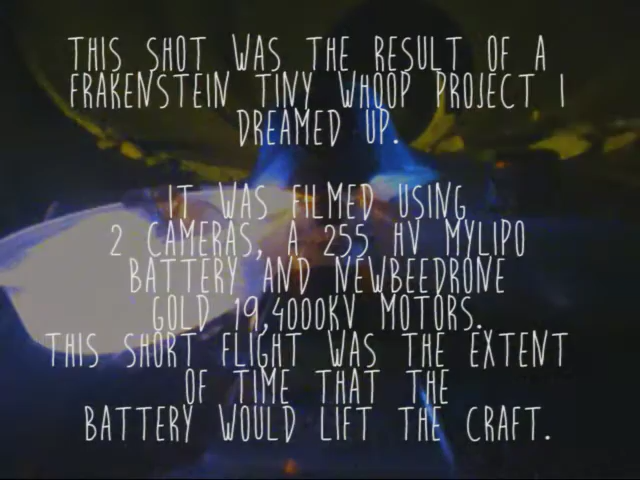 THIS SHOT WAS THE RESULT OF A
FRAKENSTEIN TINY WHOOP PROJECT I
DREAMED UP.
IT WAS FILMED USING
2 CAMERAS, A 255 HV MYLIPO
BATTERY AND NEWBEEDRONE
GOLD 19,4000KV MOTORS.
THIS SHORT FLIGHT WAS THE EXTENT
OF TIME THAT THE
BATTERY WOULD LIFT THE CRAFT.